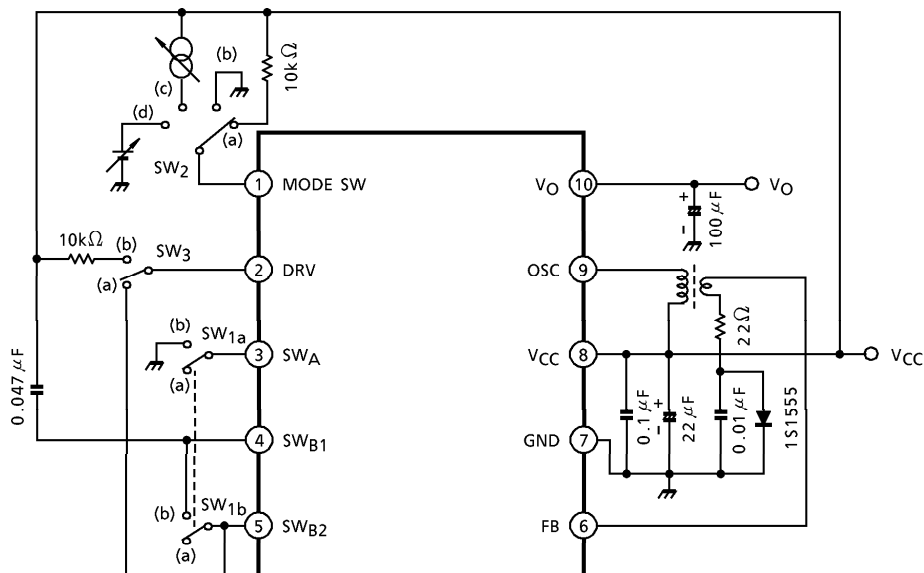 (b)
10kΩ
(c)
(d)
(a)
SW2
1 MODE SW
VO 10
VO
+
-
100μF
10kΩ
(b)
SW3
(a)
2 DRV
OSC 9
22Ω
(b)
SW1a
3 SWA
(a)
VCC 8
VCC
0.047μF
0.1μF
+
-
22μF
0.01μF
1S1555
4 SWB1
GND 7
(b)
SW1b
(a)
5 SWB2
FB 6